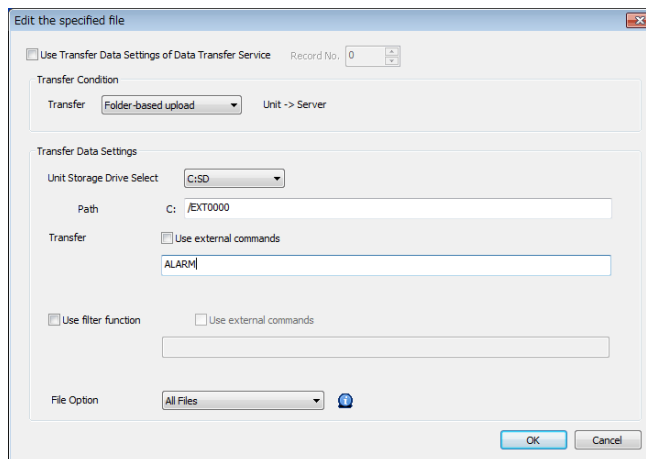 Edit the specified file
Use Transfer Data Settings of Data Transfer Service Record No. 0
Transfer Condition
Transfer Folder-based upload Unit -> Server
Transfer Data Settings
Unit Storage Drive Select C:SD
Path C: /EXT0000
Transfer Use external commands
ALARM
Use filter function Use external commands
File Option All Files
OK Cancel